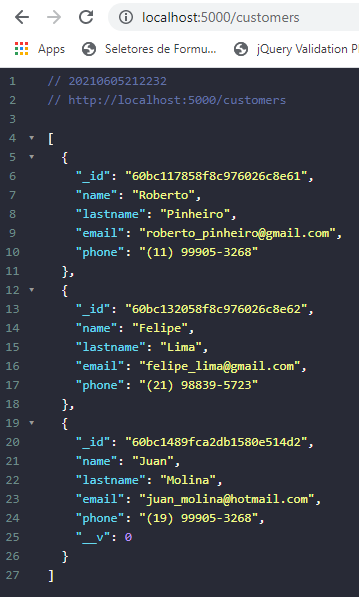 localhost:5000/customers
Apps Seletores de Formu... jQuery Validation Pl
1 // 20210605212232
2 // http://localhost:5000/customers
3
4 [
5 {
6 "_id": "60bc117858f8c976026c8e61",
7 "name": "Roberto",
8 "lastname": "Pinheiro",
9 "email": "roberto_pinheiro@gmail.com",
10 "phone": "(11) 99905-3268"
11 },
12 {
13 "_id": "60bc132058f8c976026c8e62",
14 "name": "Felipe",
15 "lastname": "Lima",
16 "email": "felipe_lima@gmail.com",
17 "phone": "(21) 98839-5723"
18 },
19 {
20 "_id": "60bc1489fca2db1580e514d2",
21 "name": "Juan",
22 "lastname": "Molina",
23 "email": "juan_molina@hotmail.com",
24 "phone": "(19) 99905-3268",
25 "__v": 0
26 }
27 ]